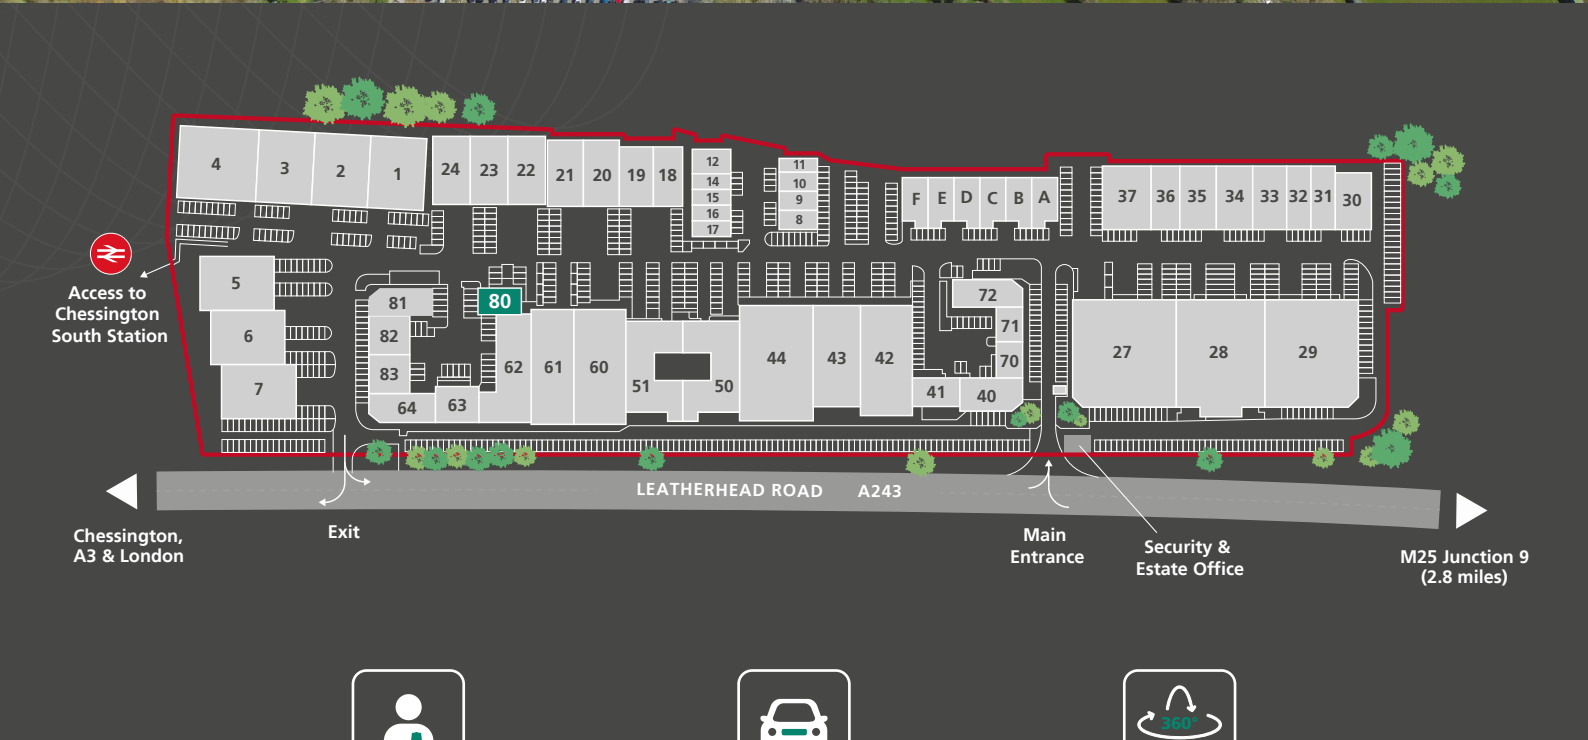 4
3
2
1
24
23
22
21
20
19
18
12
14
15
16
17
11
10
9
8
F
E
D
C
B
A
37
36
35
34
33
32
31
30
Access to
Chessington
South Station
5
6
7
81
82
83
64
63
80
62
61
60
51
50
44
43
42
41
40
72
71
70
27
28
29
LEATHERHEAD ROAD A243
Chessington,
A3 & London
Exit
Main
Entrance
Security &
Estate Office
M25 Junction 9
(2.8 miles)
360°